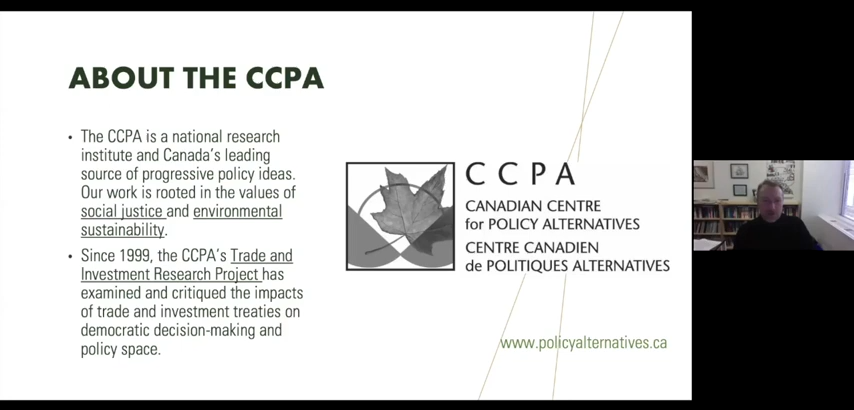 ABOUT THE CCPA
• The CCPA is a national research
institute and Canada's leading
source of progressive policy ideas.
Our work is rooted in the values of
social justice and environmental
sustainability.
• Since 1999, the CCPA's Trade and
Investment Research Project has
examined and critiqued the impacts
of trade and investment treaties on
democratic decision-making and
policy space.
CCPA
CANADIAN CENTRE
for POLICY ALTERNATIVES
CENTRE CANADIEN
de POLITIQUES ALTERNATIVES
www.policyalternatives.ca